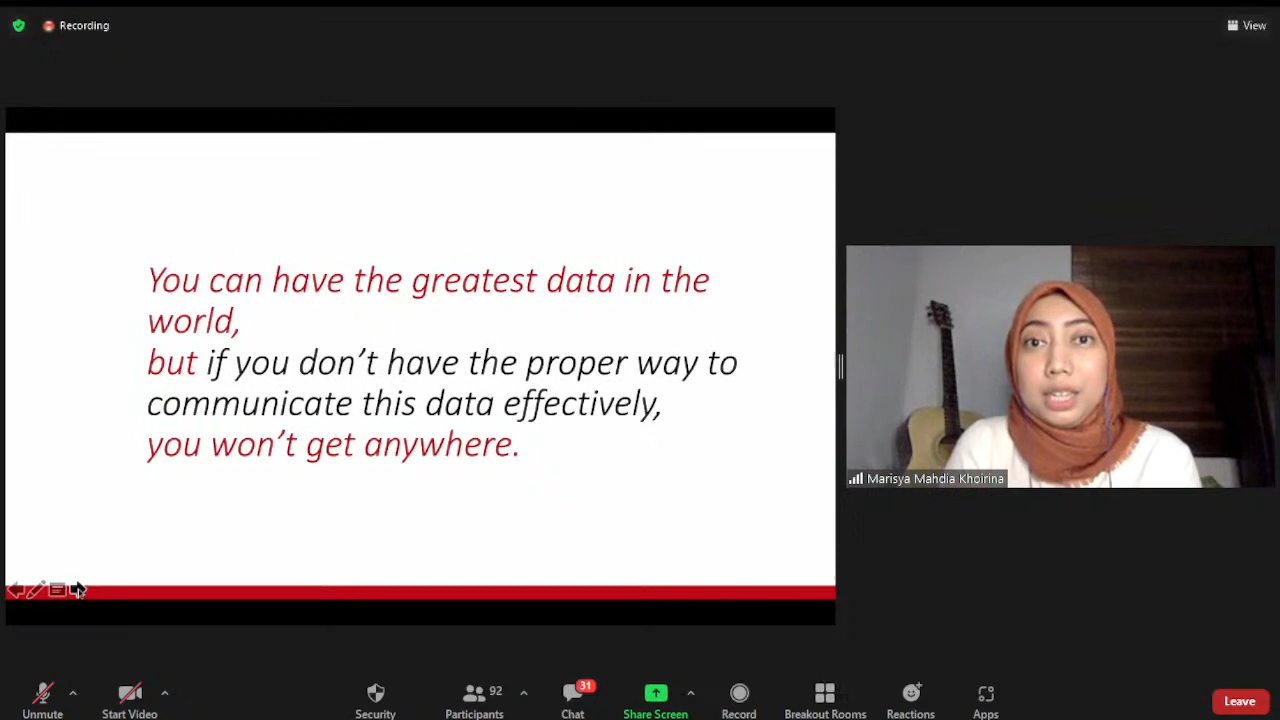 Recording
View
You can have the greatest data in the
world,
but if you don't have the proper way to
communicate this data effectively,
you won't get anywhere.
Marisya Mahdia Khoirina
92
31
Unmute
Start Video
Security
Participants
Chat
Share Screen
Record
Breakout Rooms
Reactions
Apps
Leave